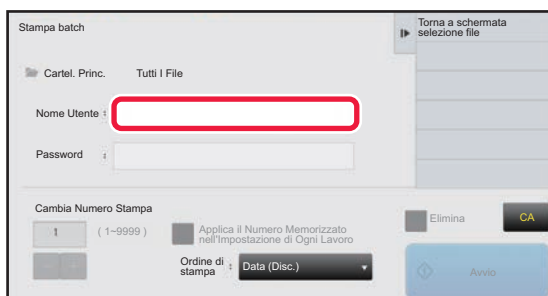 Stampa batch
Torna a schermata
selezione file
Cartel. Princ. Tutti I File
Nome Utente :
Password :
Cambia Numero Stampa
1 ( 1~9999 )
Applica il Numero Memorizzato
nell'Impostazione di Ogni Lavoro
Elimina
CA
Ordine di
stampa : Data (Disc.)
Avvio